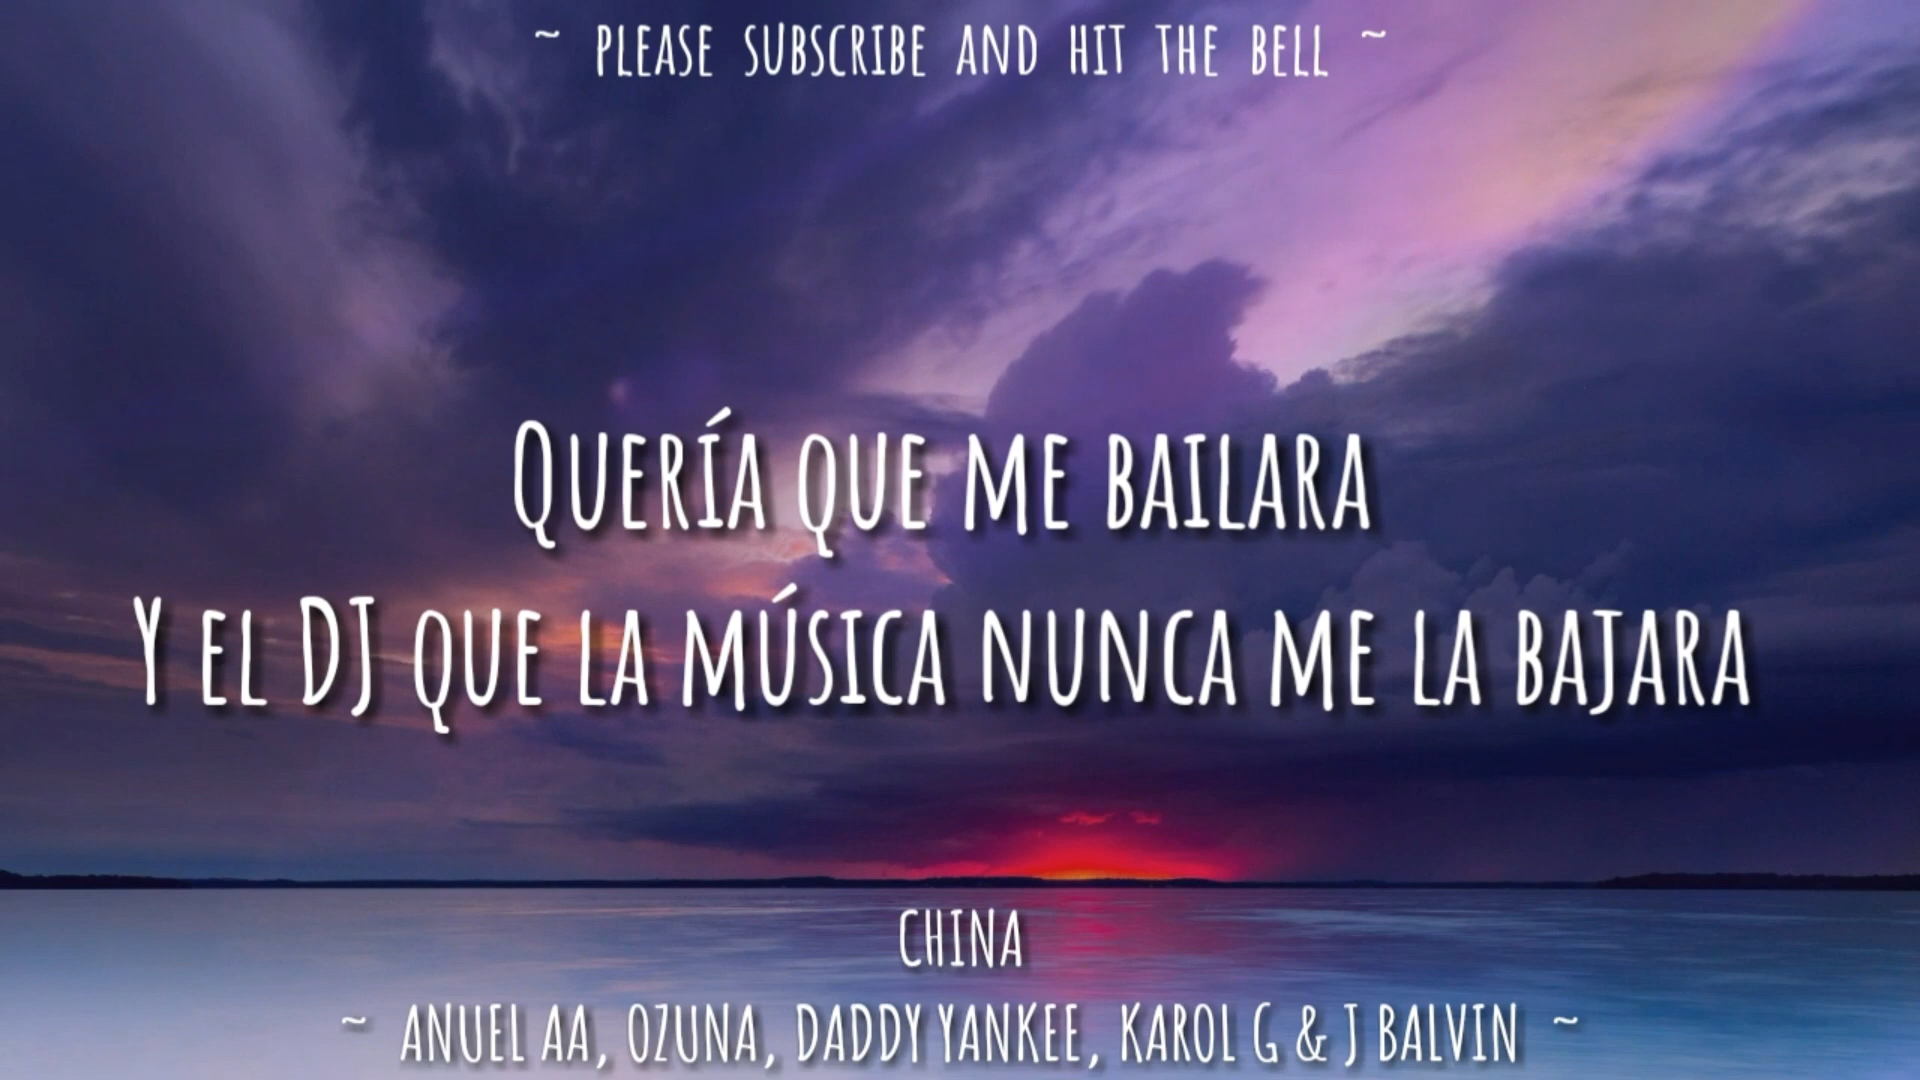 ~ PLEASE SUBSCRIBE AND HIT THE BELL ~
QUERÍA QUE ME BAILARA
Y EL DJ QUE LA MÚSICA NUNCA ME LA BAJARA
CHINA
~ ANUEL AA, OZUNA, DADDY YANKEE, KAROL G & J BALVIN ~